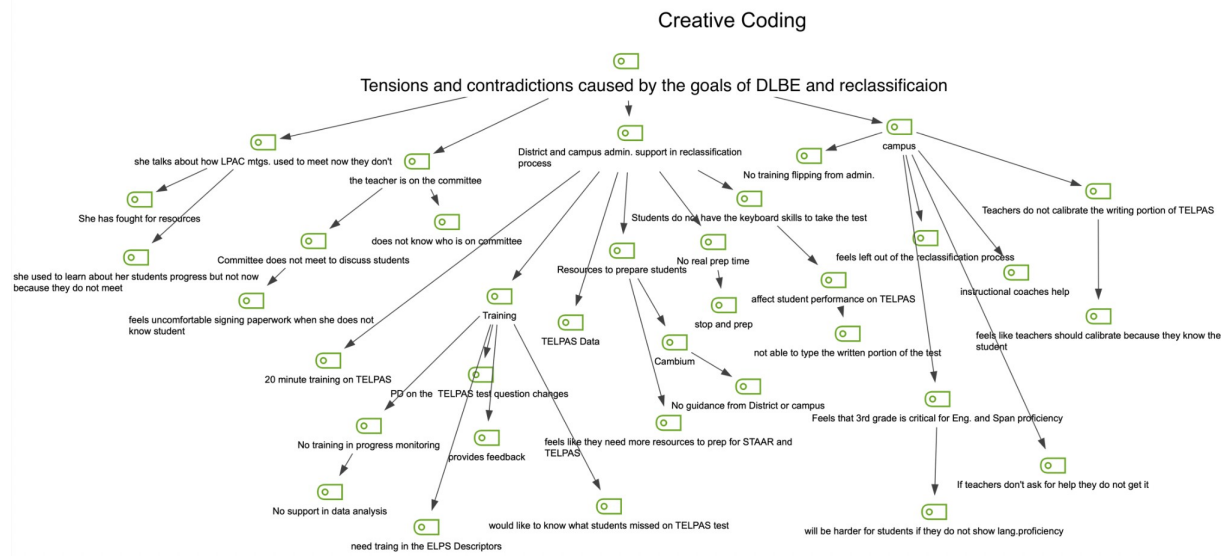 Creative Coding
Tensions and contradictions caused by the goals of DLBE and reclassificaion
she talks about how LPAC mtgs. used to meet now they don't
the teacher is on the committee
District and campus admin. support in reclassification
process
campus
No training flipping from admin.
She has fought for resources
does not know who is on committee
Students do not have the keyboard skills to take the test
Teachers do not calibrate the writing portion of TELPAS
she used to learn about her students progress but not now
because they do not meet
Committee does not meet to discuss students
Resources to prepare students
No real prep time
feels left out of the reclassification process
instructional coaches help
feels uncomfortable signing paperwork when she does not
know student
Training
TELPAS Data
stop and prep
affect student performance on TELPAS
feels like teachers should calibrate because they know the
student
20 minute training on TELPAS
PD on the TELPAS test question changes
Cambium
not able to type the written portion of the test
No guidance from District or campus
Feels that 3rd grade is critical for Eng. and Span proficiency
No training in progress monitoring
provides feedback
feels like they need more resources to prep for STAAR and
TELPAS
If teachers don't ask for help they do not get it
No support in data analysis
need traing in the ELPS Descriptors
would like to know what students missed on TELPAS test
will be harder for students if they do not show lang.proficiency